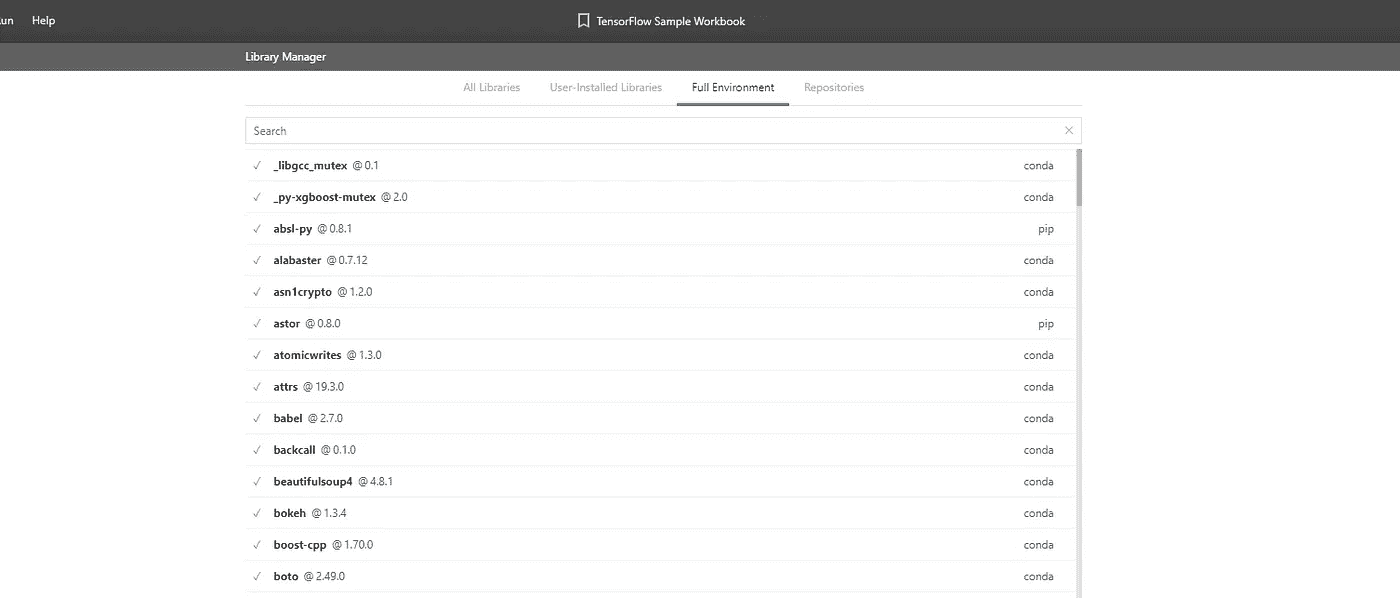 un Help TensorFlow Sample Workbook
Library Manager
All Libraries User-Installed Libraries Full Environment Repositories
Search ×
✓ _libgcc_mutex @ 0.1 conda
✓ _py-xgboost-mutex @ 2.0 conda
✓ absl-py @ 0.8.1 pip
✓ alabaster @ 0.7.12 conda
✓ asn1crypto @ 1.2.0 conda
✓ astor @ 0.8.0 pip
✓ atomicwrites @ 1.3.0 conda
✓ attrs @ 19.3.0 conda
✓ babel @ 2.7.0 conda
✓ backcall @ 0.1.0 conda
✓ beautifulsoup4 @ 4.8.1 conda
✓ bokeh @ 1.3.4 conda
✓ boost-cpp @ 1.70.0 conda
✓ boto @ 2.49.0 conda